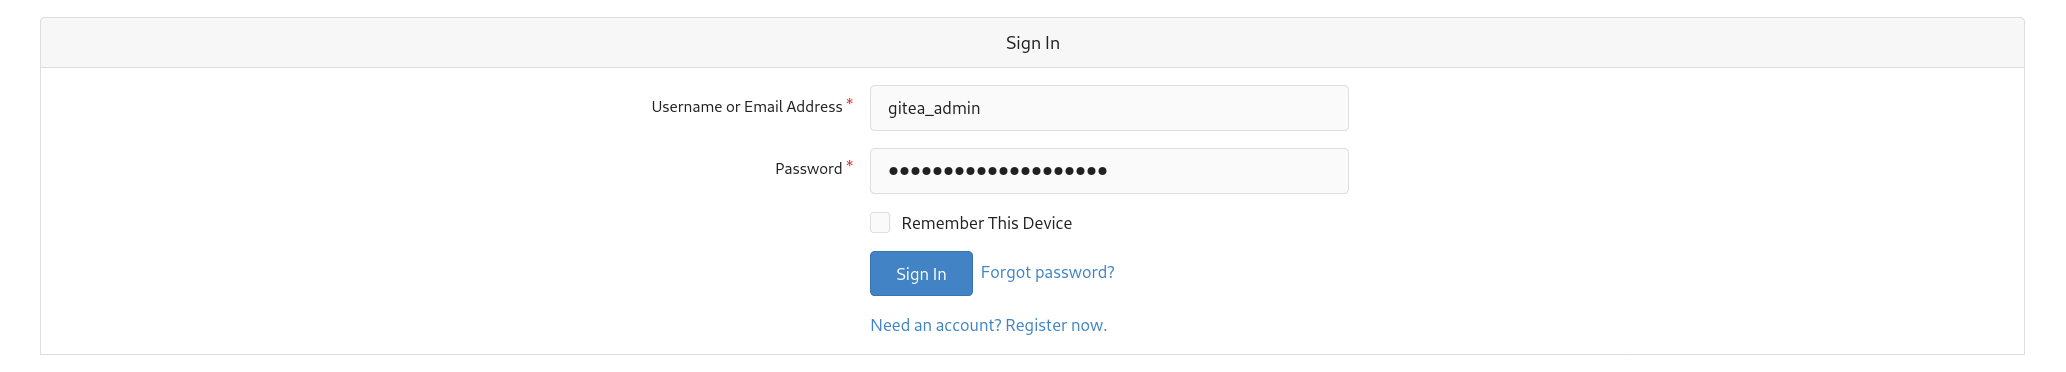 Sign In
Username or Email Address *
gitea_admin
Password *
●●●●●●●●●●●●●●●●●●●●
Remember This Device
Sign In Forgot password?
Need an account? Register now.